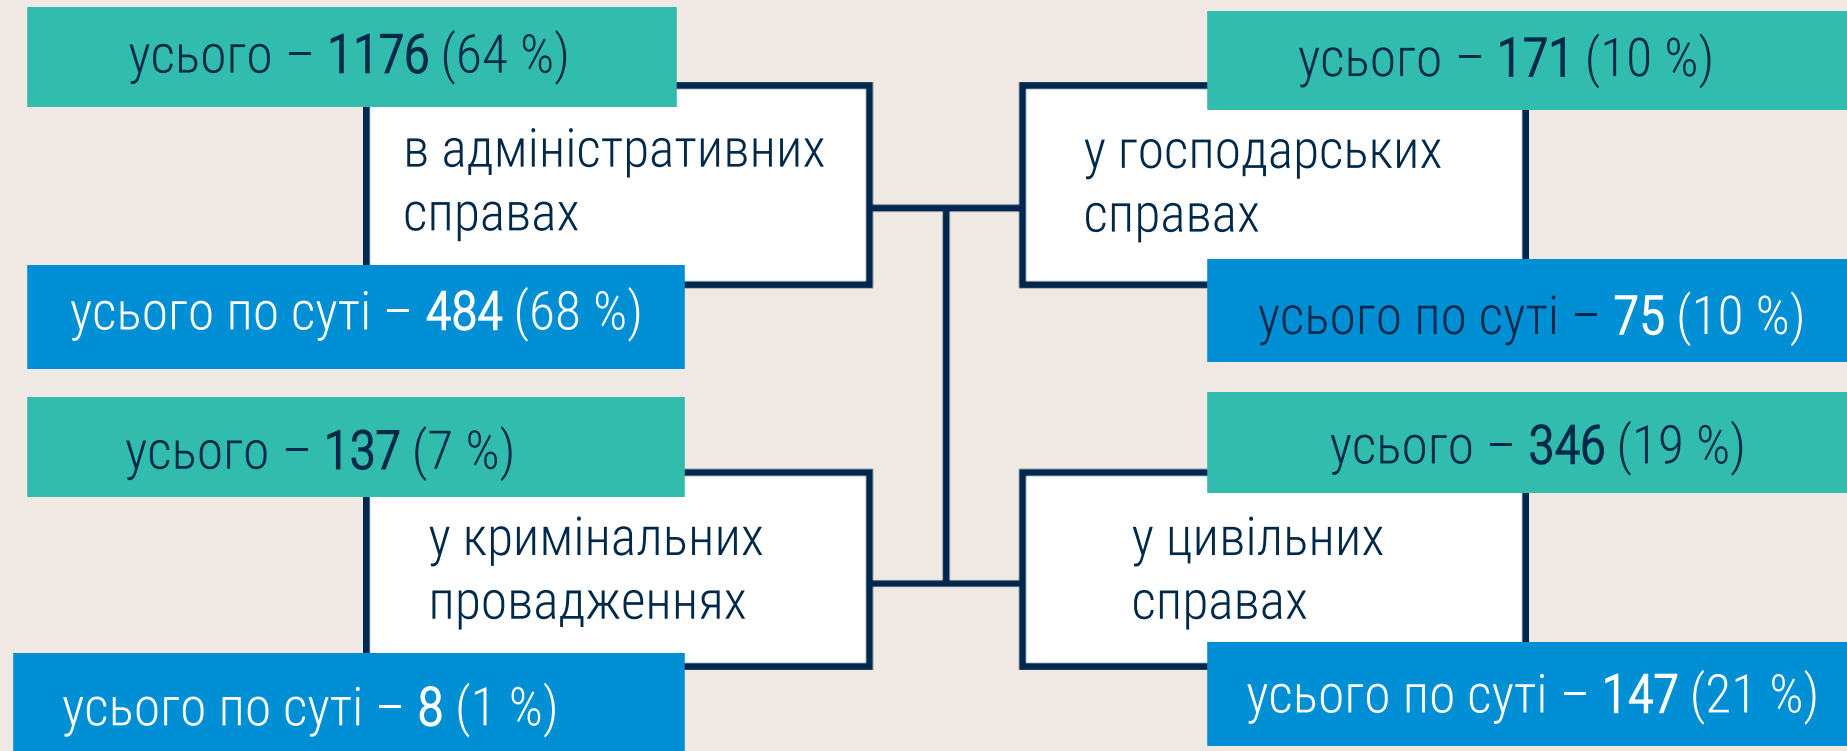 усього – 1176 (64 %)
в адміністративних
справах
усього по суті – 484 (68 %)
усього – 171 (10 %)
у господарських
справах
усього по суті – 75 (10 %)
усього – 137 (7 %)
у кримінальних
провадженнях
усього по суті – 8 (1 %)
усього – 346 (19 %)
у цивільних
справах
усього по суті – 147 (21 %)